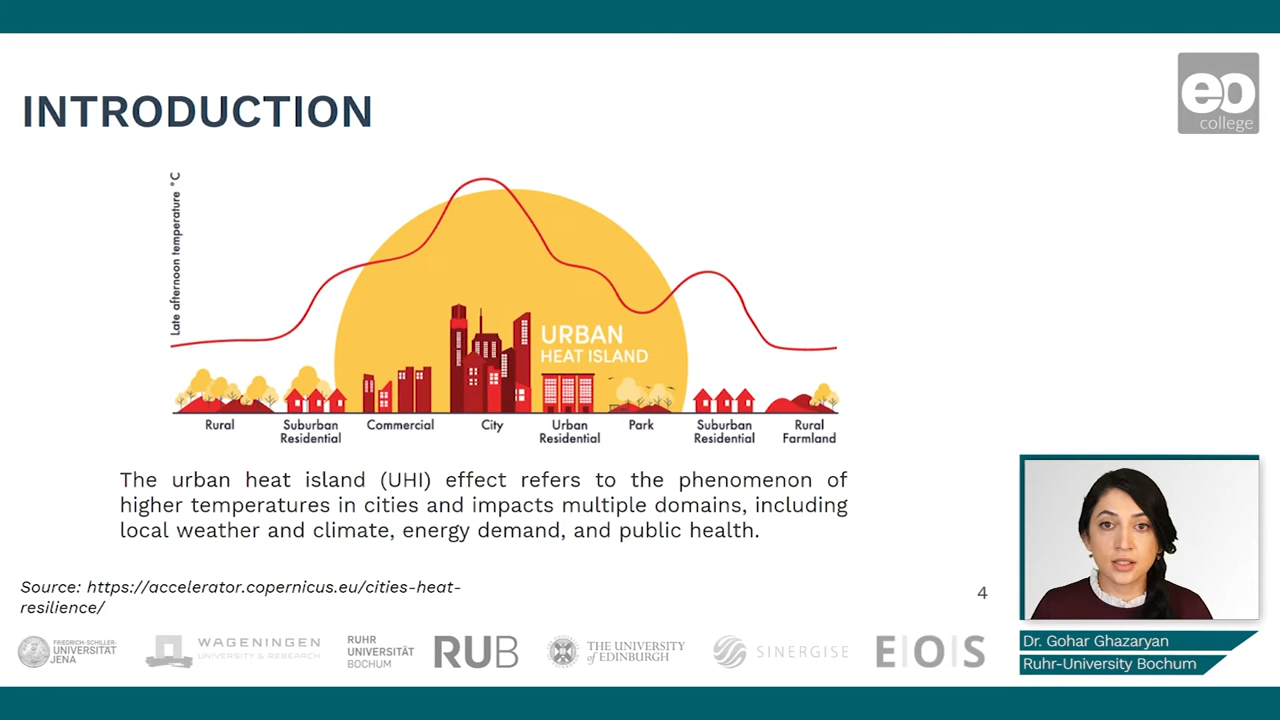 INTRODUCTION
eo
college
Late afternoon temperature °C
URBAN
HEAT ISLAND
Rural
Suburban
Residential
Commercial
City
Urban
Residential
Park
Suburban
Residential
Rural
Farmland
The urban heat island (UHI) effect refers to the phenomenon of
higher temperatures in cities and impacts multiple domains, including
local weather and climate, energy demand, and public health.
Source: https://accelerator.copernicus.eu/cities-heat-
resilience/
4
FRIEDRICH-SCHILLER-
UNIVERSITÄT
JENA
WAGENINGEN
UNIVERSITY & RESEARCH
RUHR
UNIVERSITÄT
BOCHUM
RUB
THE UNIVERSITY
of EDINBURGH
SINERGISE
E|O|S
Dr. Gohar Ghazaryan
Ruhr-University Bochum